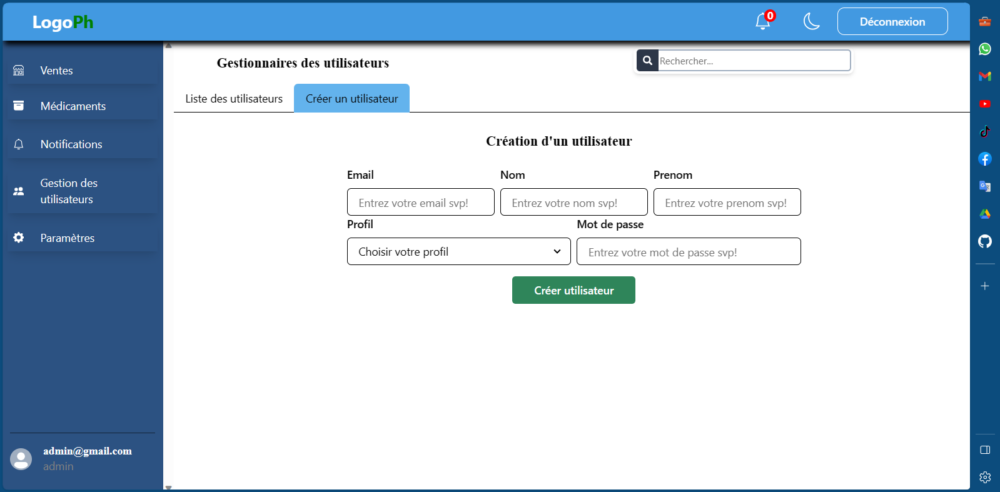 LogoPh
0
Déconnexion
Ventes
Médicaments
Notifications
Gestion des
utilisateurs
Paramètres
admin@gmail.com
admin
Gestionnaires des utilisateurs
Rechercher...
Liste des utilisateurs
Créer un utilisateur
Création d'un utilisateur
Email
Nom
Prenom
Entrez votre email svp!
Entrez votre nom svp!
Entrez votre prenom svp!
Profil
Mot de passe
Choisir votre profil
Entrez votre mot de passe svp!
Créer utilisateur